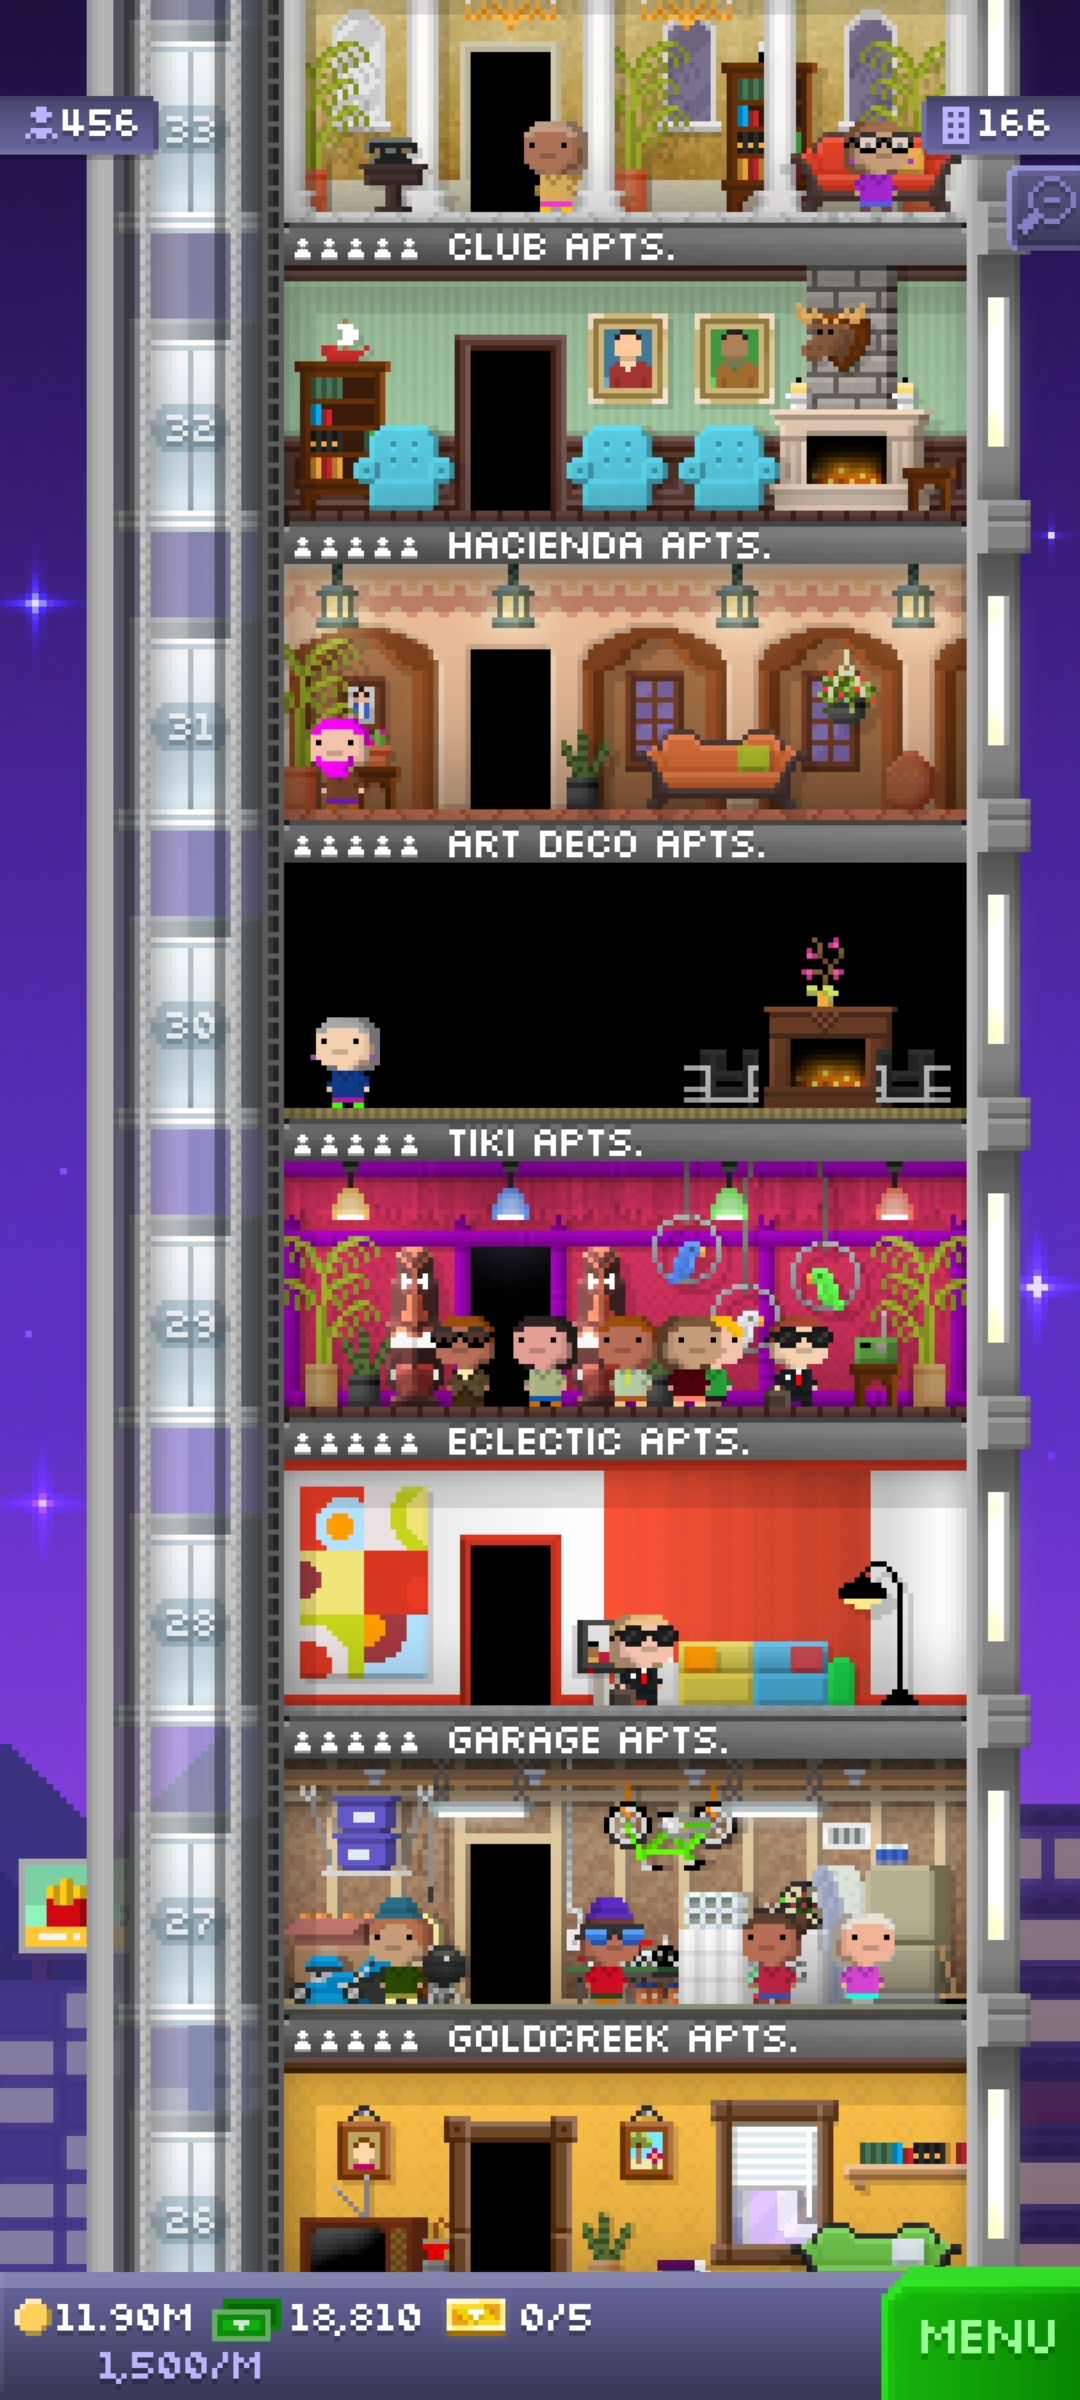 456
33
166
CLUB APTS.
32
HACIENDA APTS.
31
ART DECO APTS.
30
TIKI APTS.
29
ECLECTIC APTS.
28
GARAGE APTS.
27
GOLDCREEK APTS.
26
11.90M 18,810 0/5
1,500/M
MENU